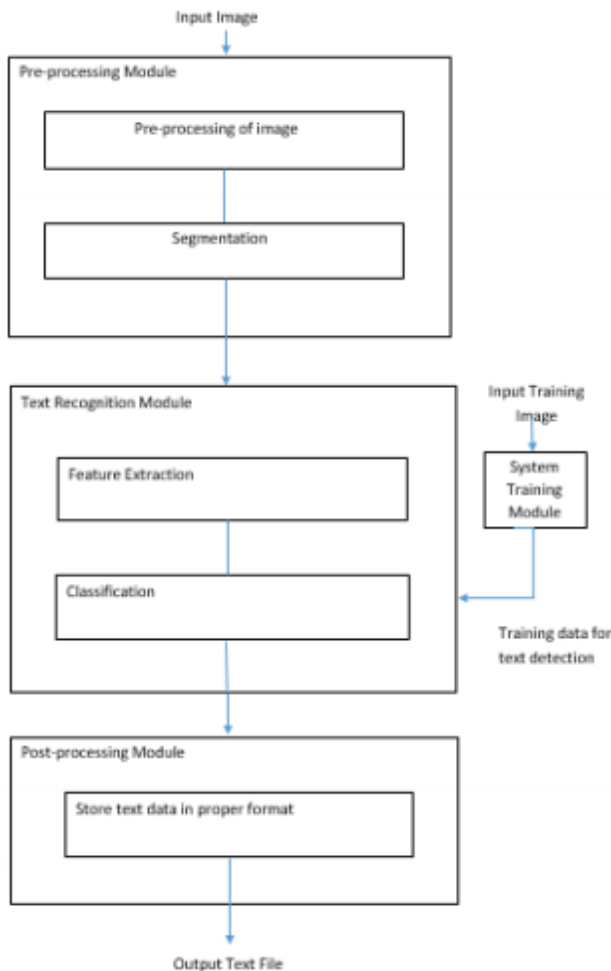 Input Image
Pre-processing Module
Pre-processing of image
Segmentation
Text Recognition Module
Feature Extraction
Classification
Input Training
Image
System
Training
Module
Training data for
text detection
Post-processing Module
Store text data in proper format
Output Text File